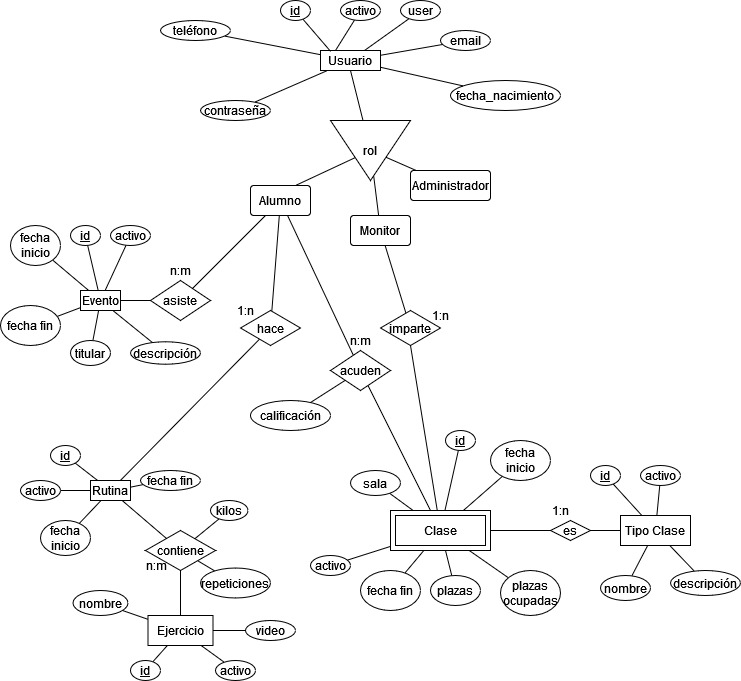 id
activo
user
teléfono
email
Usuario
fecha_nacimiento
contraseña
rol
Administrador
Alumno
Monitor
fecha
inicio
id
activo
n:m
Evento
asiste
fecha fin
titular
descripción
1:n
hace
1:n
imparte
n:m
acuden
calificación
id
fecha
inicio
sala
id
fecha fin
activo
Rutina
fecha
inicio
kilos
contiene
n:m
repeticiones
id
activo
1:n
Clase
es
Tipo Clase
activo
fecha fin
plazas
plazas
ocupadas
nombre
descripción
nombre
Ejercicio
video
id
activo